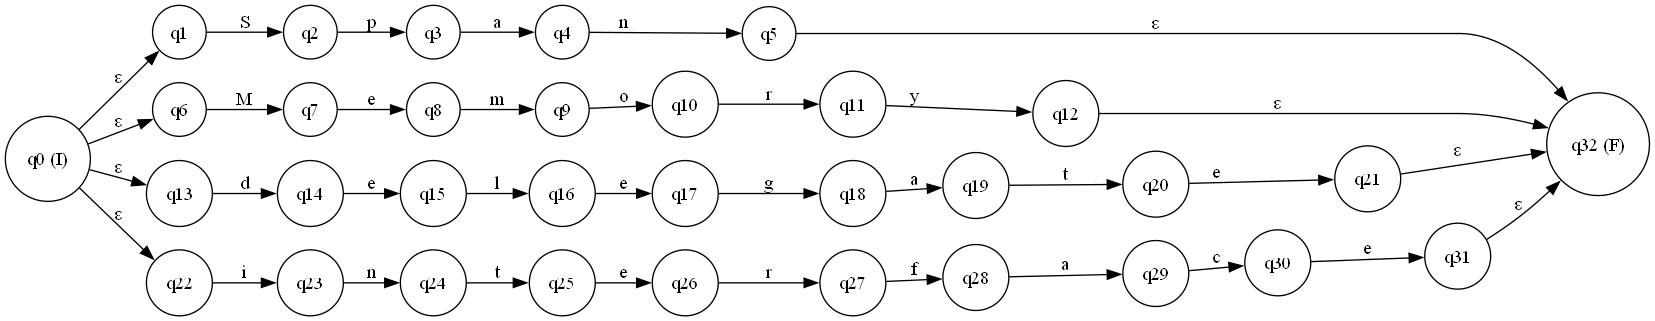 q0 (I)
ε q1 S q2 p q3 a q4 n q5 ε
ε q6 M q7 e q8 m q9 o q10 r q11 y q12 ε
ε q13 d q14 e q15 l q16 e q17 g q18 a q19 t q20 e q21 ε
ε q22 i q23 n q24 t q25 e q26 r q27 f q28 a q29 c q30 e q31 ε
q32 (F)